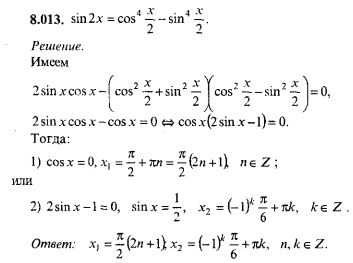 8.013. sin 2x = cos⁴ x/2 − sin⁴ x/2.
Решение.
Имеем
2 sin x cos x − (cos² x/2 + sin² x/2)(cos² x/2 − sin² x/2) = 0,
2 sin x cos x − cos x = 0 ⇔ cos x(2 sin x − 1) = 0.
Тогда:
1) cos x = 0, x₁ = π/2 + πn = π/2 (2n + 1), n ∈ Z ;
или
2) 2 sin x − 1 = 0, sin x = 1/2, x₂ = (−1)ᵏ π/6 + πk, k ∈ Z .
Ответ: x₁ = π/2 (2n + 1); x₂ = (−1)ᵏ π/6 + πk, n, k ∈ Z.